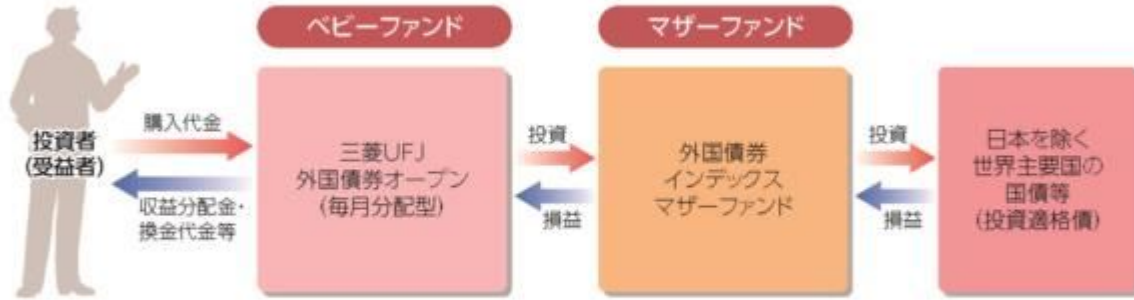 ベビーファンド
マザーファンド
投資者
(受益者)
購入代金
収益分配金・
換金代金等
三菱UFJ
外国債券オープン
(毎月分配型)
投資
損益
外国債券
インデックス
マザーファンド
投資
損益
日本を除く
世界主要国の
国債等
(投資適格債)